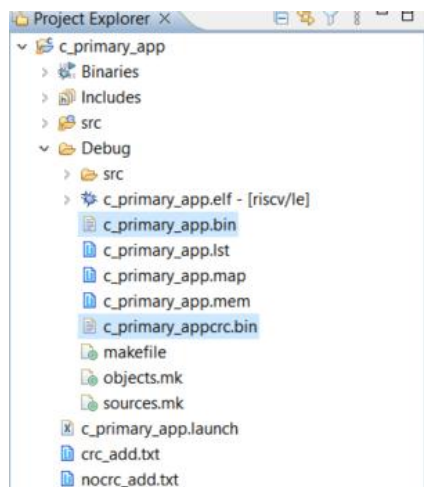 Project Explorer
c_primary_app
Binaries
Includes
src
Debug
src
c_primary_app.elf - [riscv/le]
c_primary_app.bin
c_primary_app.lst
c_primary_app.map
c_primary_app.mem
c_primary_appcrc.bin
makefile
objects.mk
sources.mk
c_primary_app.launch
crc_add.txt
nocrc_add.txt